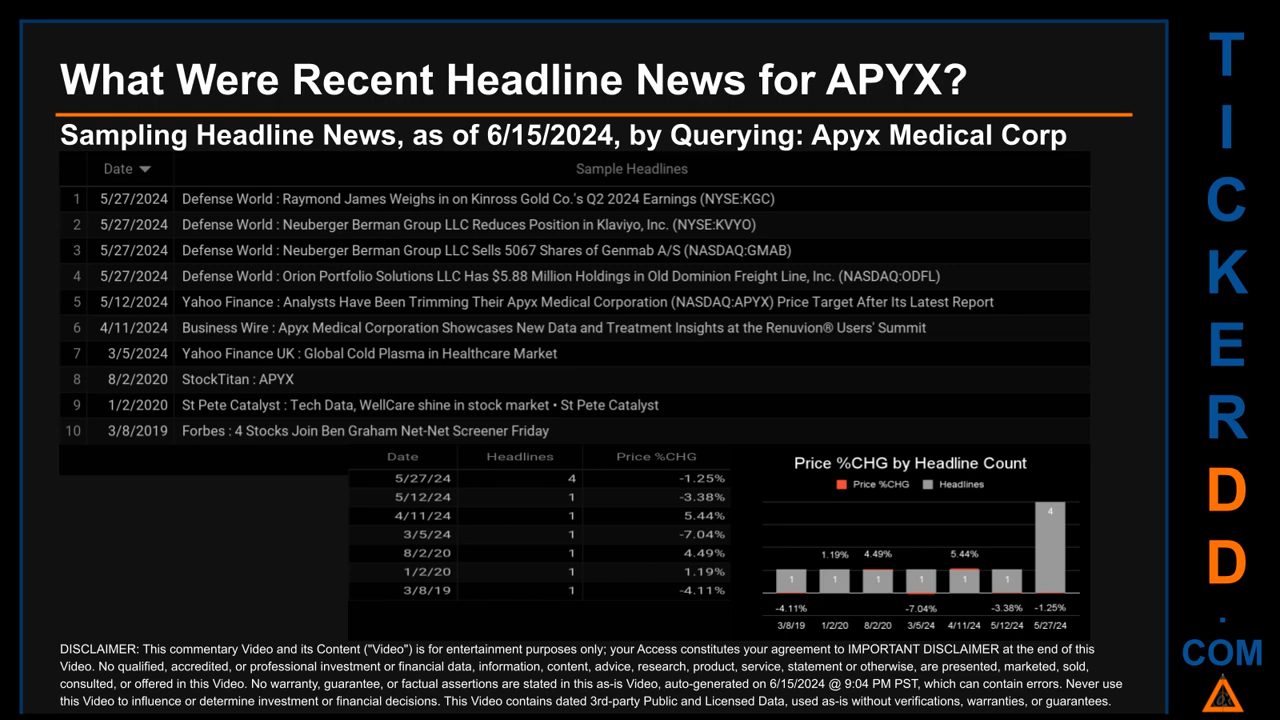 What Were Recent Headline News for APYX?
Sampling Headline News, as of 6/15/2024, by Querying: Apyx Medical Corp
Date Sample Headlines
1 5/27/2024 Defense World : Raymond James Weighs in on Kinross Gold Co.'s Q2 2024 Earnings (NYSE:KGC)
2 5/27/2024 Defense World : Neuberger Berman Group LLC Reduces Position in Klaviyo, Inc. (NYSE:KVYO)
3 5/27/2024 Defense World : Neuberger Berman Group LLC Sells 5067 Shares of Genmab A/S (NASDAQ:GMAB)
4 5/27/2024 Defense World : Orion Portfolio Solutions LLC Has $5.88 Million Holdings in Old Dominion Freight Line, Inc. (NASDAQ:ODFL)
5 5/12/2024 Yahoo Finance : Analysts Have Been Trimming Their Apyx Medical Corporation (NASDAQ:APYX) Price Target After Its Latest Report
6 4/11/2024 Business Wire : Apyx Medical Corporation Showcases New Data and Treatment Insights at the Renuvion® Users' Summit
7 3/5/2024 Yahoo Finance UK : Global Cold Plasma in Healthcare Market
8 8/2/2020 StockTitan : APYX
9 1/2/2020 St Pete Catalyst : Tech Data, WellCare shine in stock market • St Pete Catalyst
10 3/8/2019 Forbes : 4 Stocks Join Ben Graham Net-Net Screener Friday
Date Headlines Price %CHG
5/27/24 4 -1.25%
5/12/24 1 -3.38%
4/11/24 1 5.44%
3/5/24 1 -7.04%
8/2/20 1 4.49%
1/2/20 1 1.19%
3/8/19 1 -4.11%
Price %CHG by Headline Count
Price %CHG Headlines
4
1.19% 4.49% 5.44%
1 1 1 1 1 1
-4.11% -7.04% -3.38% -1.25%
3/8/19 1/2/20 8/2/20 3/5/24 4/11/24 5/12/24 5/27/24
DISCLAIMER: This commentary Video and its Content ("Video") is for entertainment purposes only; your Access constitutes your agreement to IMPORTANT DISCLAIMER at the end of this
Video. No qualified, accredited, or professional investment or financial data, information, content, advice, research, product, service, statement or otherwise, are presented, marketed, sold,
consulted, or offered in this Video. No warranty, guarantee, or factual assertions are stated in this as-is Video, auto-generated on 6/15/2024 @ 9:04 PM PST, which can contain errors. Never use
this Video to influence or determine investment or financial decisions. This Video contains dated 3rd-party Public and Licensed Data, used as-is without verifications, warranties, or guarantees.
T
I
C
K
E
R
D
D
.
COM